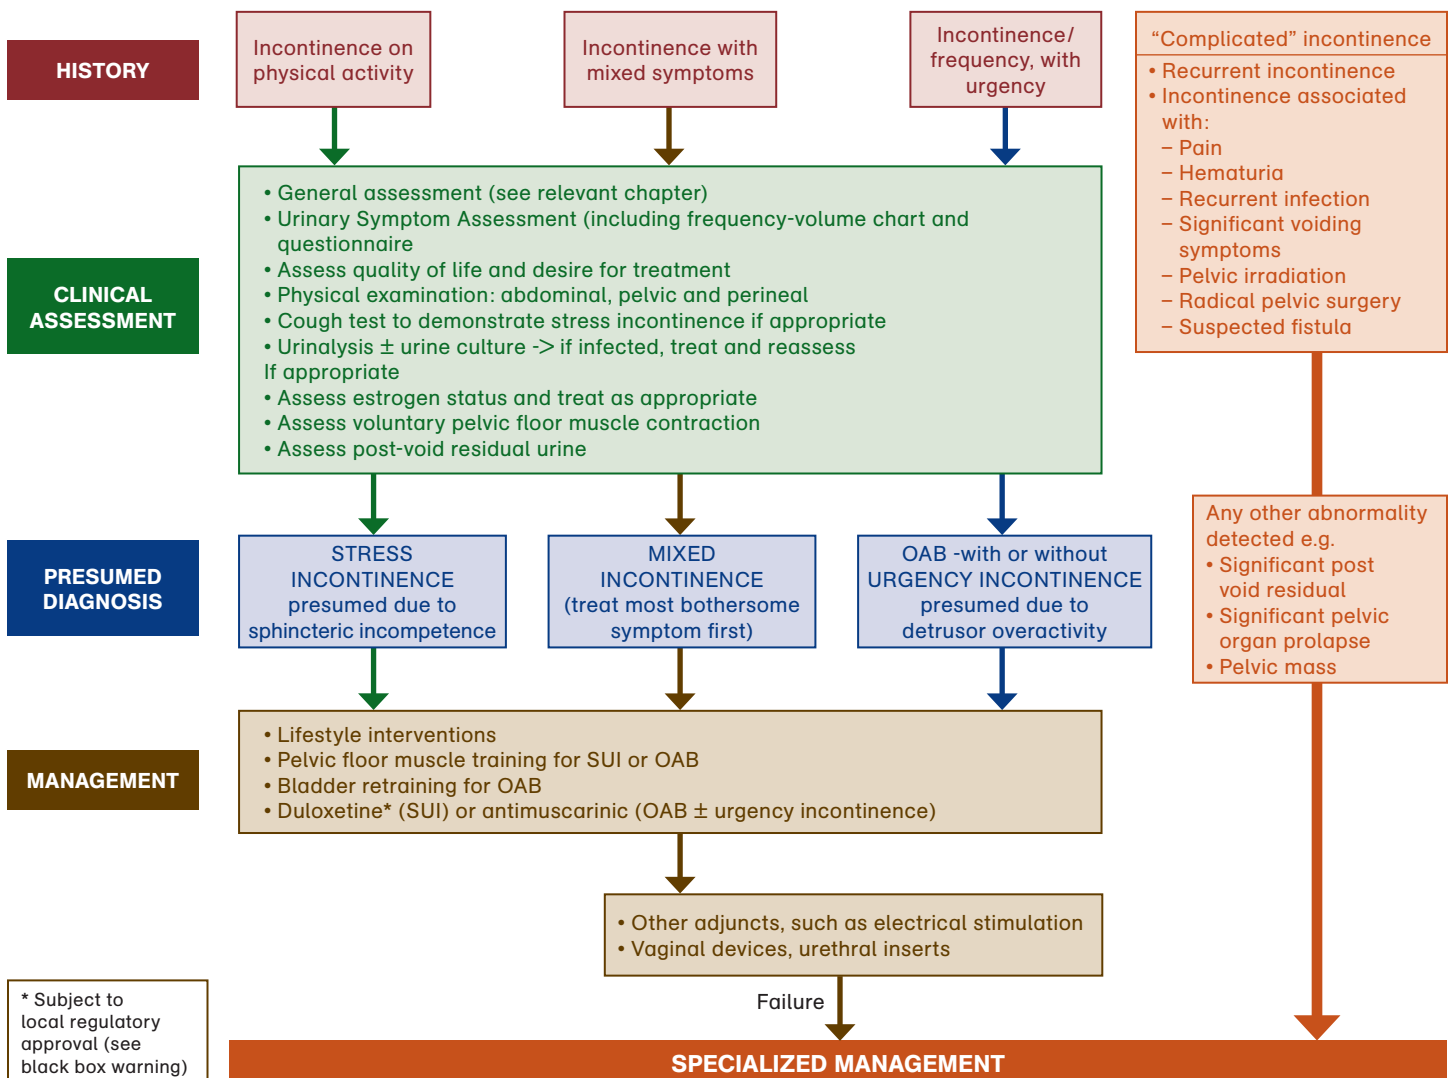 HISTORY
Incontinence on
physical activity
Incontinence with
mixed symptoms
Incontinence/
frequency, with
urgency
“Complicated” incontinence
• Recurrent incontinence
• Incontinence associated
with:
– Pain
– Hematuria
– Recurrent infection
– Significant voiding
symptoms
– Pelvic irradiation
– Radical pelvic surgery
– Suspected fistula
CLINICAL
ASSESSMENT
• General assessment (see relevant chapter)
• Urinary Symptom Assessment (including frequency-volume chart and
questionnaire
• Assess quality of life and desire for treatment
• Physical examination: abdominal, pelvic and perineal
• Cough test to demonstrate stress incontinence if appropriate
• Urinalysis ± urine culture -> if infected, treat and reassess
If appropriate
• Assess estrogen status and treat as appropriate
• Assess voluntary pelvic floor muscle contraction
• Assess post-void residual urine
Any other abnormality
detected e.g.
• Significant post
void residual
• Significant pelvic
organ prolapse
• Pelvic mass
PRESUMED
DIAGNOSIS
STRESS
INCONTINENCE
presumed due to
sphincteric incompetence
MIXED
INCONTINENCE
(treat most bothersome
symptom first)
OAB -with or without
URGENCY INCONTINENCE
presumed due to
detrusor overactivity
MANAGEMENT
• Lifestyle interventions
• Pelvic floor muscle training for SUI or OAB
• Bladder retraining for OAB
• Duloxetine* (SUI) or antimuscarinic (OAB ± urgency incontinence)
• Other adjuncts, such as electrical stimulation
• Vaginal devices, urethral inserts
Failure
* Subject to
local regulatory
approval (see
black box warning)
SPECIALIZED MANAGEMENT